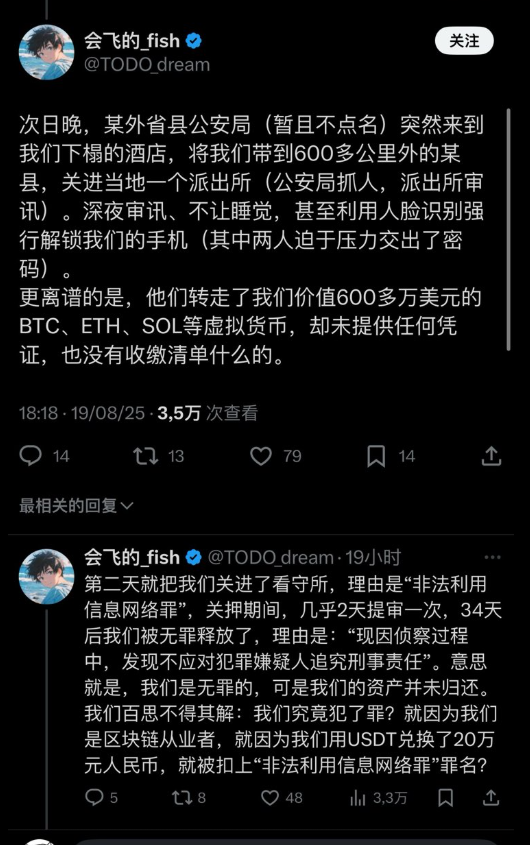 会飞的_fish
关注
@TODO_dream
次日晚，某外省县公安局（暂且不点名）突然来到
我们下榻的酒店，将我们带到600多公里外的某
县，关进当地一个派出所（公安局抓人，派出所审
讯）。深夜审讯、不让睡觉，甚至利用人脸识别强
行解锁我们的手机（其中两人迫于压力交出了密
码）。
更离谱的是，他们转走了我们价值600多万美元的
BTC、ETH、SOL等虚拟货币，却未提供任何凭
证，也没有收缴清单什么的。
18:18 · 19/08/25 · 3,5万 次查看
14 13 79 14
最相关的回复
会飞的_fish @TODO_dream · 19小时
第二天就把我们关进了看守所，理由是“非法利用
信息网络罪”，关押期间，几乎2天提审一次，34天
后我们被无罪释放了，理由是：“现因侦察过程
中，发现不应对犯罪嫌疑人追究刑事责任”。意思
就是，我们是无罪的，可是我们的资产并未归还。
我们百思不得其解：我们究竟犯了罪？就因为我们
是区块链从业者，就因为我们用USDT兑换了20万
元人民币，就被扣上“非法利用信息网络罪”罪名？
5 8 48 3,3万